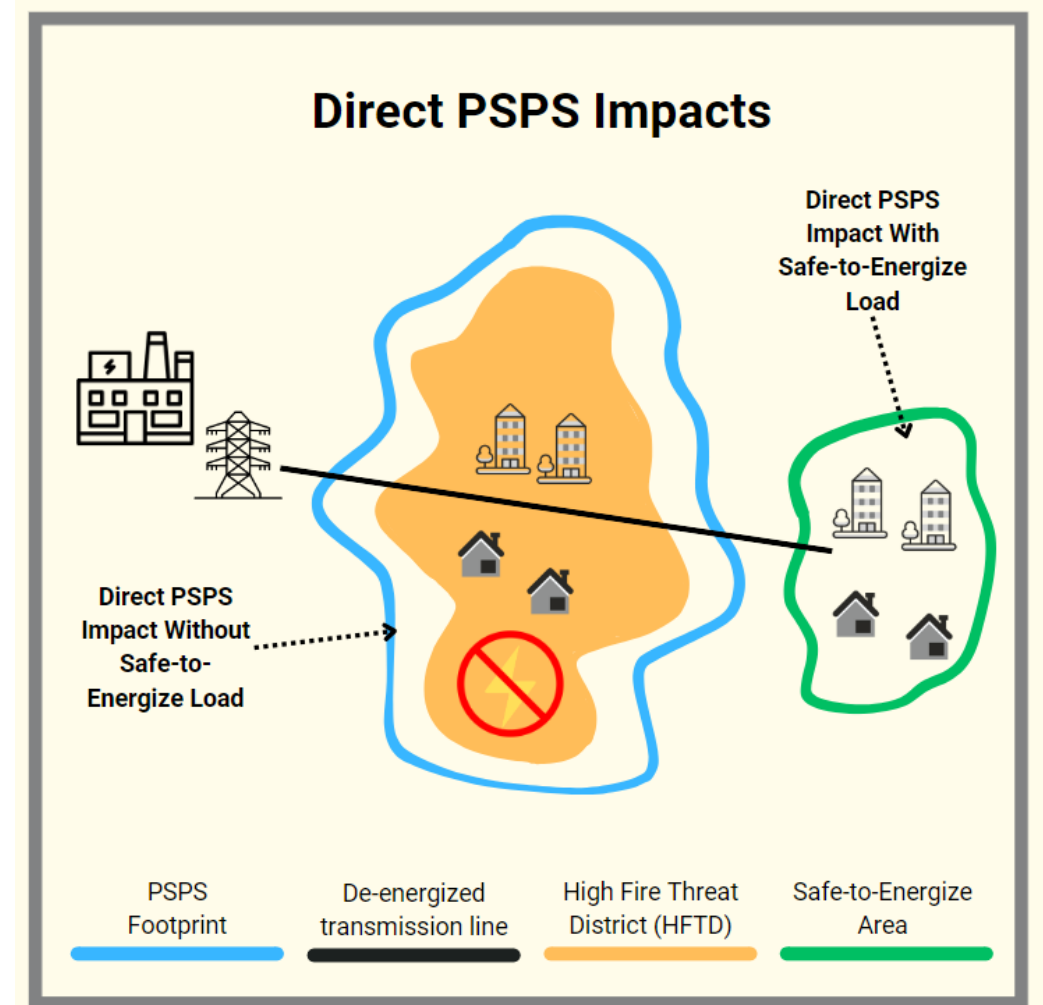 Direct PSPS Impacts
Direct PSPS
Impact With
Safe-to-Energize
Load
Direct PSPS
Impact Without
Safe-to-
Energize Load
PSPS
Footprint
De-energized
transmission line
High Fire Threat
District (HFTD)
Safe-to-Energize
Area